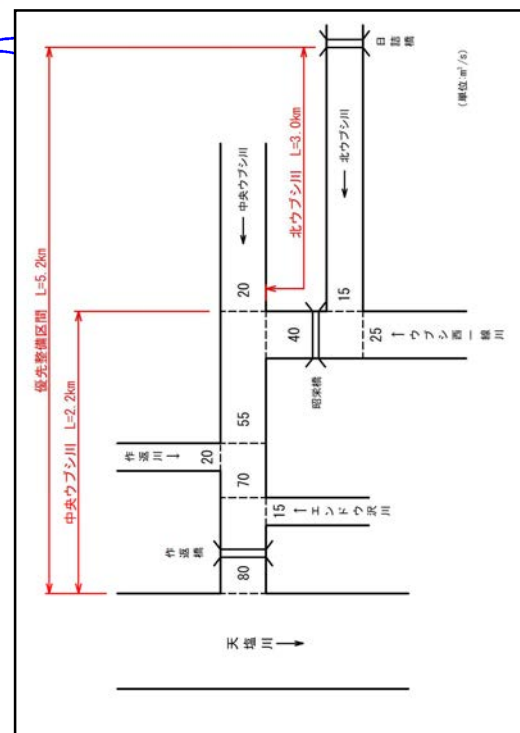 優先整備区間 L=5.2km
中央ウブシ川 L=2.2km
北ウブシ川 L=3.0km
日詰橋
(単位:m³/s)
←北ウブシ川
←中央ウブシ川
15
20
40
25
←ウブシ西一線川
昭栄橋
55
作返川→
20
70
15
←エンドウ沢川
作返橋
80
天塩川→